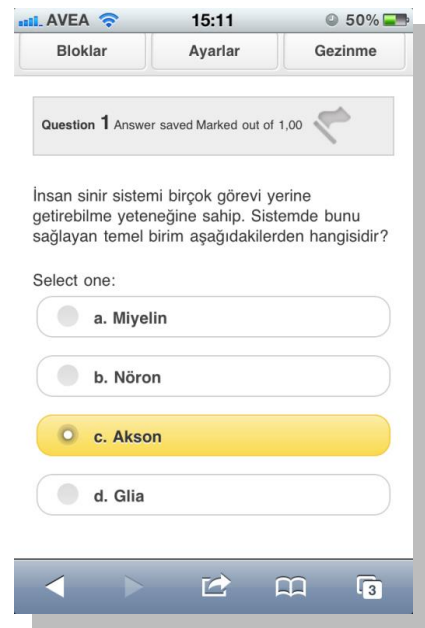 AVEA 15:11 50%
Bloklar Ayarlar Gezinme
Question 1 Answer saved Marked out of 1,00
İnsan sinir sistemi birçok görevi yerine
getirebilme yeteneğine sahip. Sistemde bunu
sağlayan temel birim aşağıdakilerden hangisidir?
Select one:
a. Miyelin
b. Nöron
c. Akson
d. Glia
3